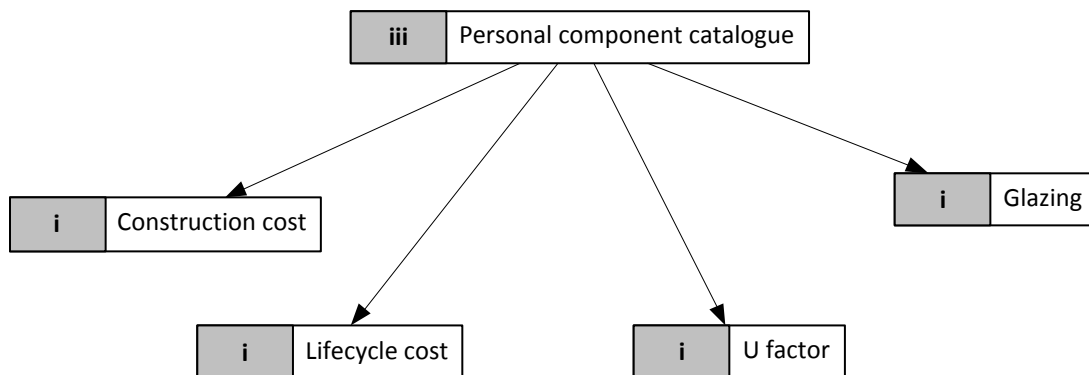 iii Personal component catalogue
i Glazing
i Construction cost
i Lifecycle cost
i U factor